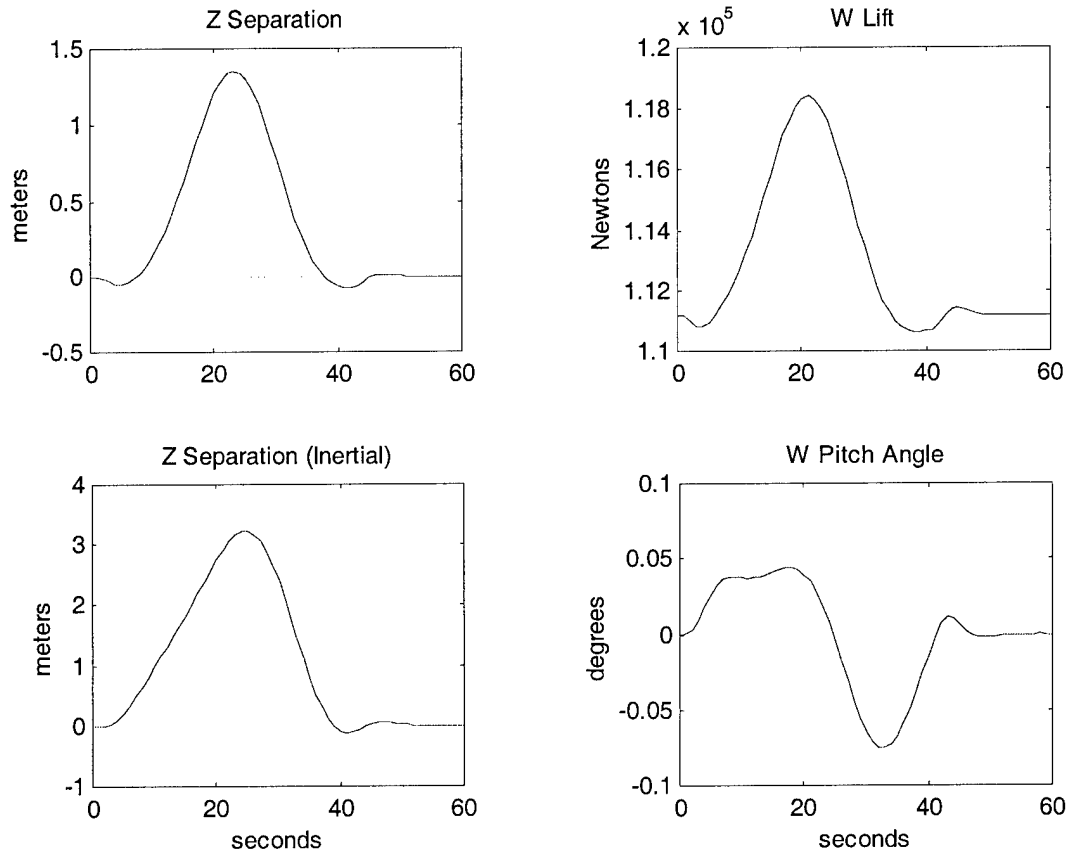 Z Separation
meters
1.5
1
0.5
0
-0.5
0 20 40 60
W Lift
x 10^5
Newtons
1.2
1.18
1.16
1.14
1.12
1.1
0 20 40 60
Z Separation (Inertial)
meters
4
3
2
1
0
-1
0 20 40 60
seconds
W Pitch Angle
degrees
0.1
0.05
0
-0.05
-0.1
0 20 40 60
seconds